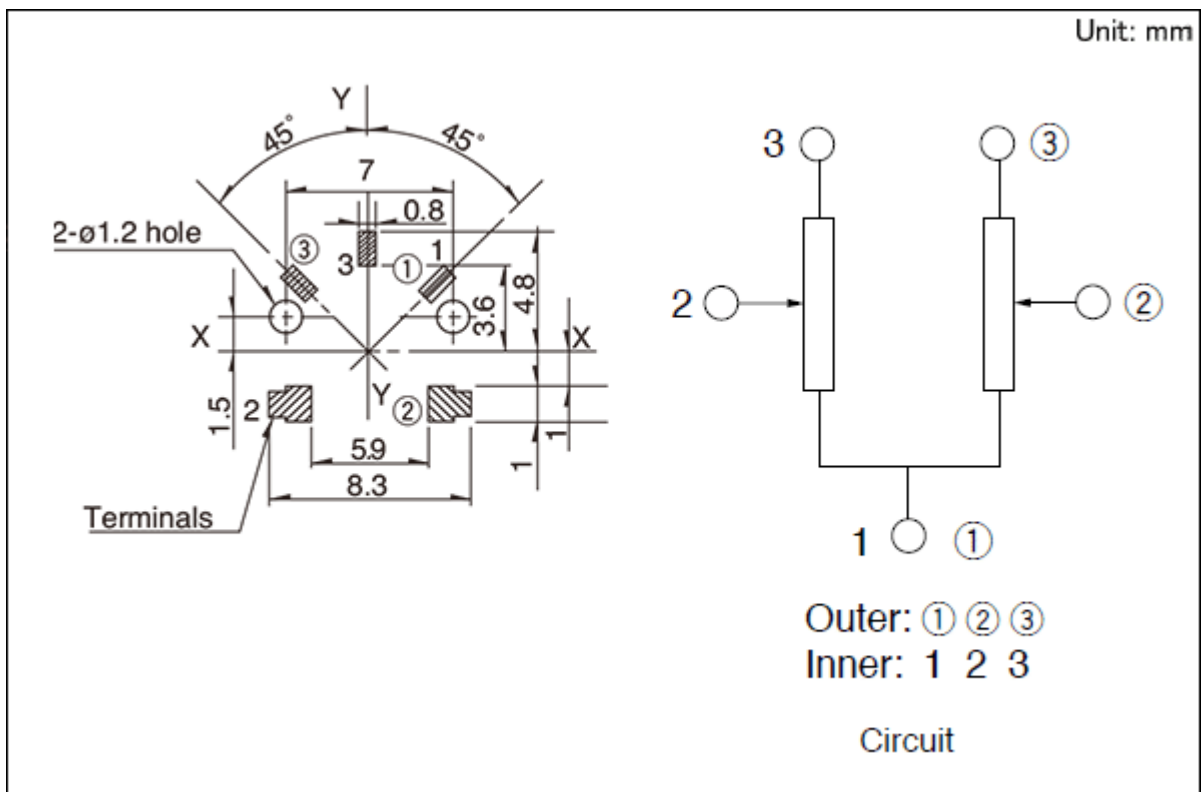 Unit: mm
Y
45°
45°
7
0.8
2-ø1.2 hole
③
3
①
1
4.8
3.6
X
X
1.5
Y
2
②
5.9
8.3
1
1
Terminals
3
③
2
②
1
①
Outer: ① ② ③
Inner: 1 2 3
Circuit